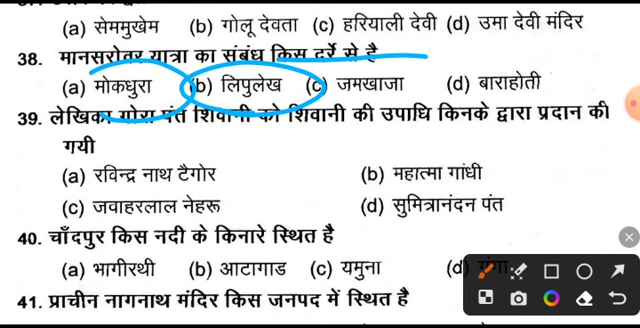 (a) सेममुखेम (b) गोलू देवता (c) हरियाली देवी (d) उमा देवी मंदिर
38. मानसरोवर यात्रा का संबंध किस दर्रे से है
(a) मोकधुरा (b) लिपुलेख (c) जमखाजा (d) बाराहोती
39. लेखिका गोरा पंत शिवानी को शिवानी की उपाधि किनके द्वारा प्रदान की
गयी
(a) रविन्द्र नाथ टैगोर (b) महात्मा गांधी
(c) जवाहरलाल नेहरू (d) सुमित्रानंदन पंत
40. चाँदपुर किस नदी के किनारे स्थित है
(a) भागीरथी (b) आटागाड (c) यमुना (d) गंगा
41. प्राचीन नागनाथ मंदिर किस जनपद में स्थित है